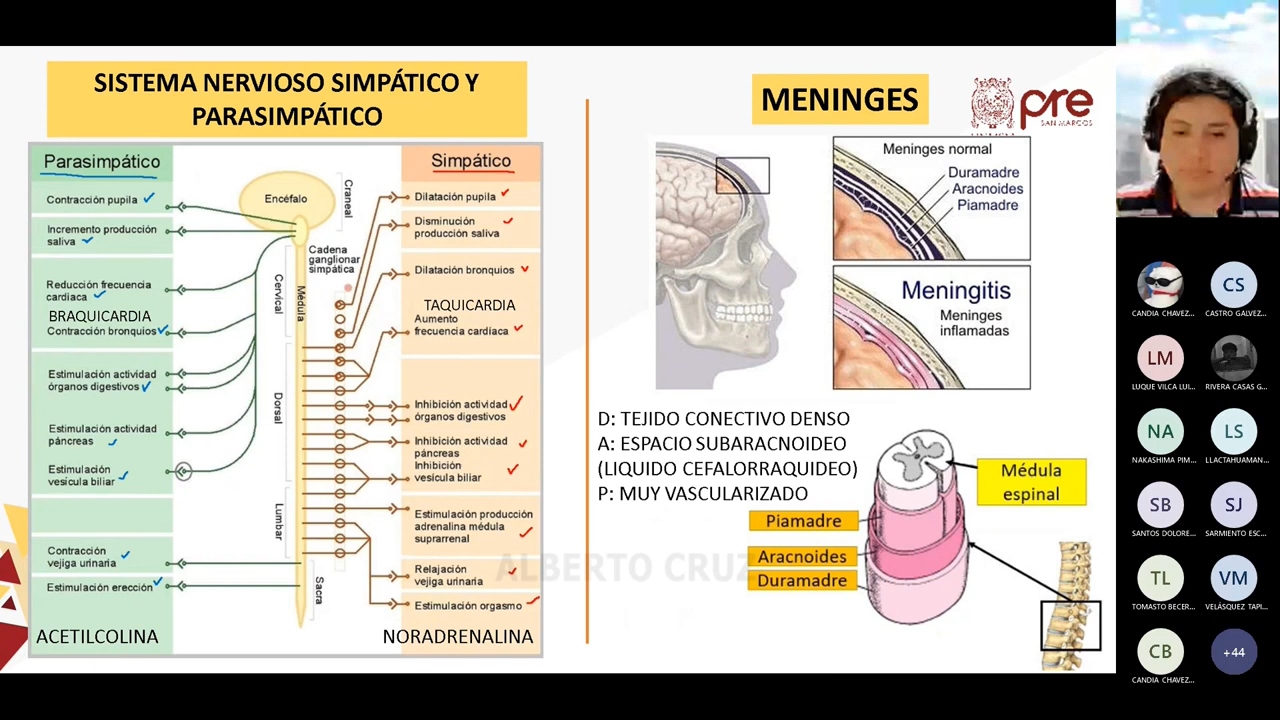 SISTEMA NERVIOSO SIMPÁTICO Y
PARASIMPÁTICO
Parasimpático
Contracción pupila
Incremento producción
saliva
Reducción frecuencia
cardíaca
BRAQUICARDIA
Contracción bronquios
Estimulación actividad
órganos digestivos
Estimulación actividad
páncreas
Estimulación
vesícula biliar
Contracción
vejiga urinaria
Estimulación erección
ACETILCOLINA
Encéfalo
Craneal
Cadena
ganglionar
simpática
Cervical
Médula
Dorsal
Lumbar
Sacra
Simpático
Dilatación pupila
Disminución
producción saliva
Dilatación bronquios
TAQUICARDIA
Aumento
frecuencia cardíaca
Inhibición actividad
órganos digestivos
Inhibición actividad
páncreas
Inhibición
vesícula biliar
Estimulación producción
adrenalina médula
suprarrenal
Relajación
vejiga urinaria
Estimulación orgasmo
NORADRENALINA
MENINGES
pre
SAN MARCOS
Meninges normal
Duramadre
Aracnoides
Piamadre
Meningitis
Meninges
inflamadas
D: TEJIDO CONECTIVO DENSO
A: ESPACIO SUBARACNOIDEO
(LIQUIDO CEFALORRAQUIDEO)
P: MUY VASCULARIZADO
Médula
espinal
Piamadre
Aracnoides
Duramadre
ALBERTO CRUZ
CANDIA CHAVEZ...
CS
CASTRO GALVEZ...
LM
LUQUE VILCA LUI...
RIVERA CASAS G...
NA
NAKASHIMA PIM...
LS
LLACTAHUAMAN...
SB
SANTOS DOLORE...
SJ
SARMIENTO ESC...
TL
TOMASTO BECER...
VM
VELÁSQUEZ TAPI...
CB
CANDIA CHAVEZ...
+44